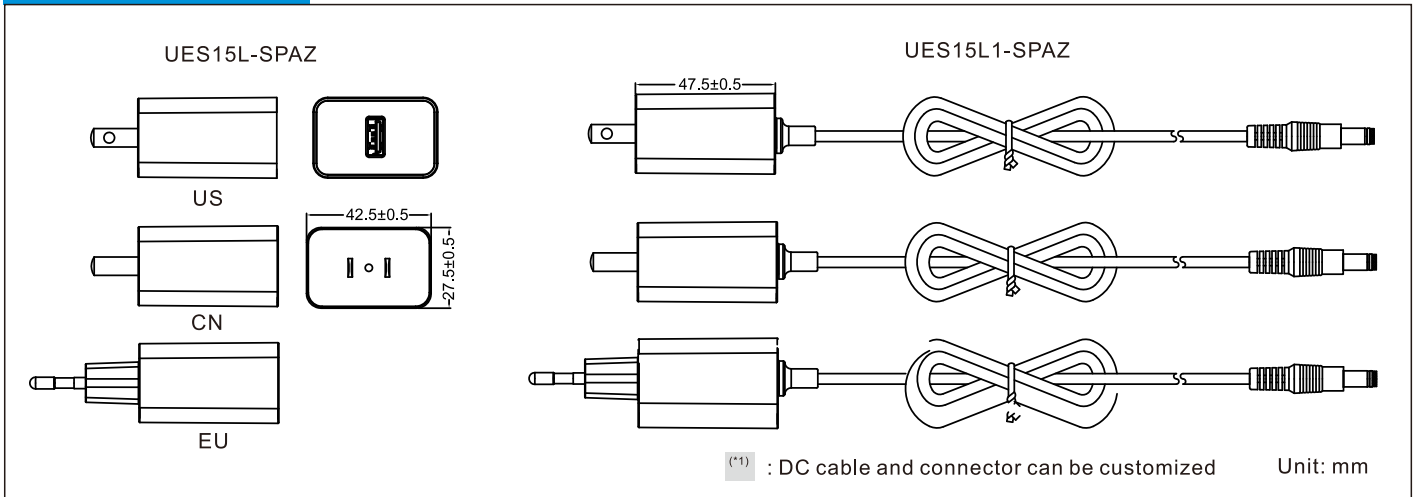 UES15L-SPAZ
UES15L1-SPAZ
47.5±0.5
US
42.5±0.5
27.5±0.5
CN
EU
(*1) : DC cable and connector can be customized
Unit: mm